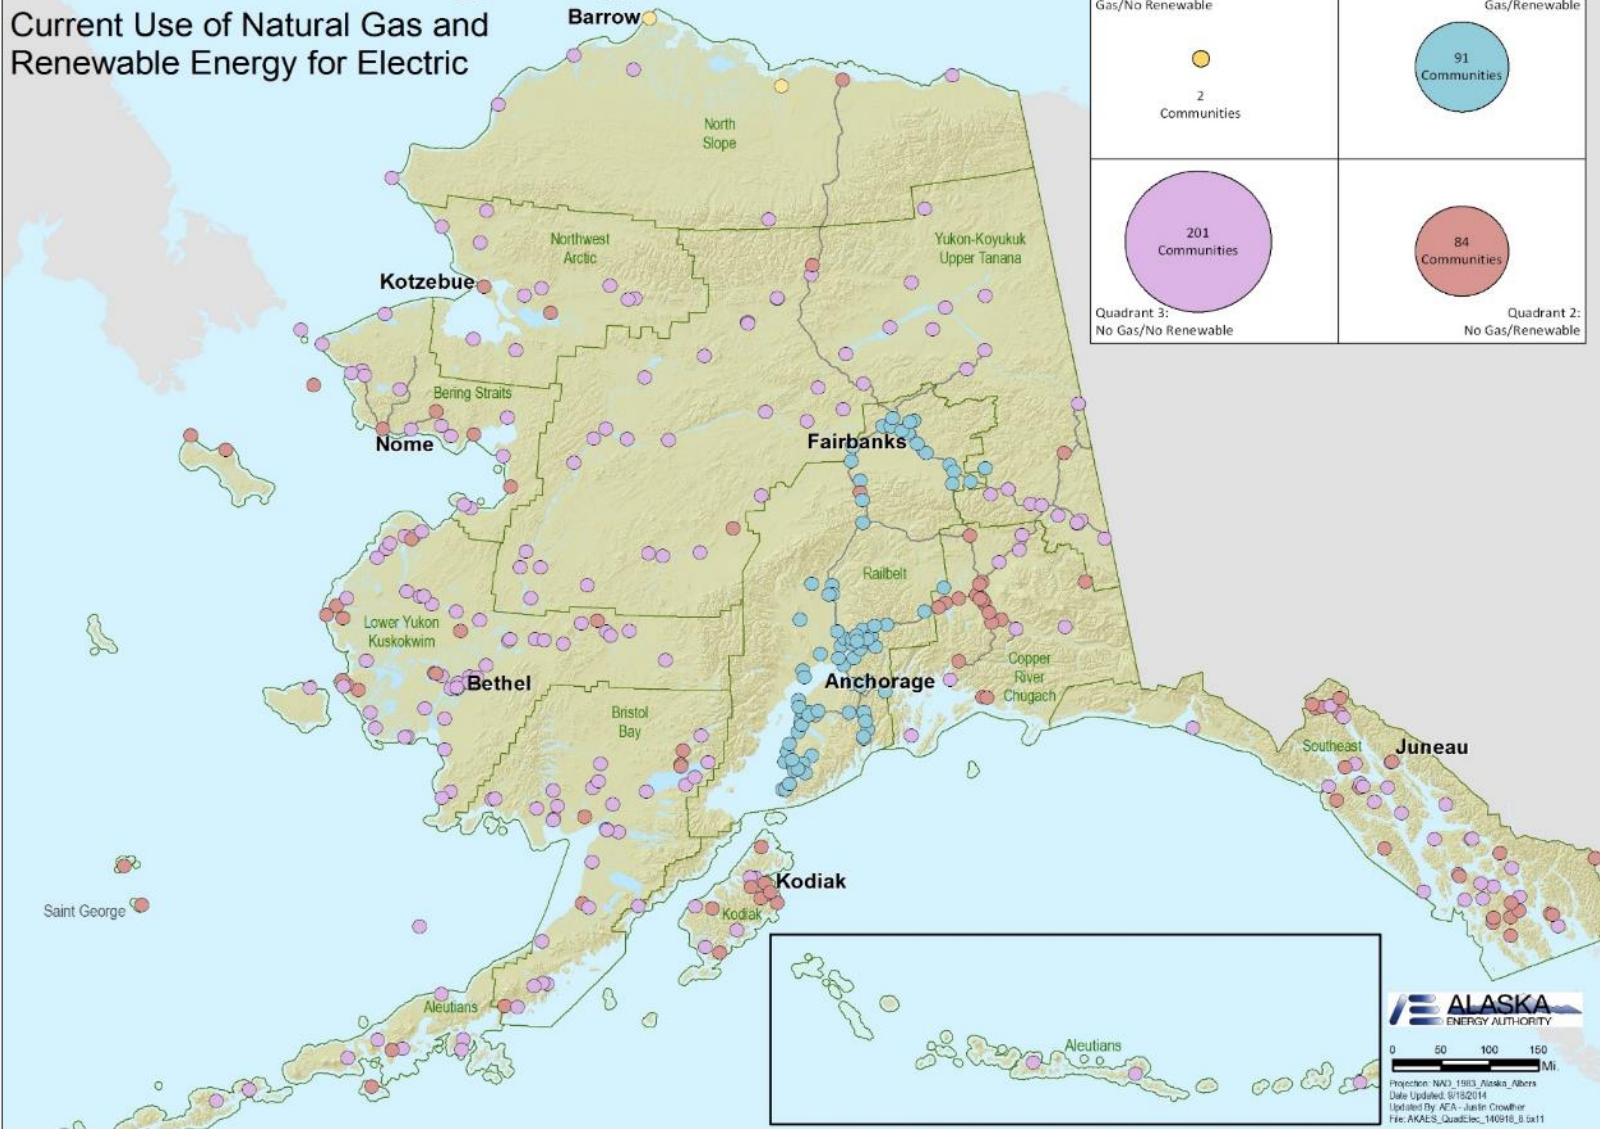 Current Use of Natural Gas and
Renewable Energy for Electric
Gas/No Renewable
Gas/Renewable
2
Communities
91
Communities
201
Communities
84
Communities
Quadrant 3:
No Gas/No Renewable
Quadrant 2:
No Gas/Renewable
Barrow
North
Slope
Northwest
Arctic
Yukon-Koyukuk
Upper Tanana
Kotzebue
Bering Straits
Nome
Fairbanks
Railbelt
Lower Yukon
Kuskokwim
Bethel
Anchorage
Copper
River
Chugach
Bristol
Bay
Southeast
Juneau
Kodiak
Kodiak
Saint George
Aleutians
Aleutians
ALASKA
ENERGY AUTHORITY
0 50 100 150
Mi.
Projection: NAD_1983_Alaska_Albers
Date Updated: 9/18/2014
Updated By: AEA - Justin Crowther
File: AKAES_QuadElec_140918_8.5x11